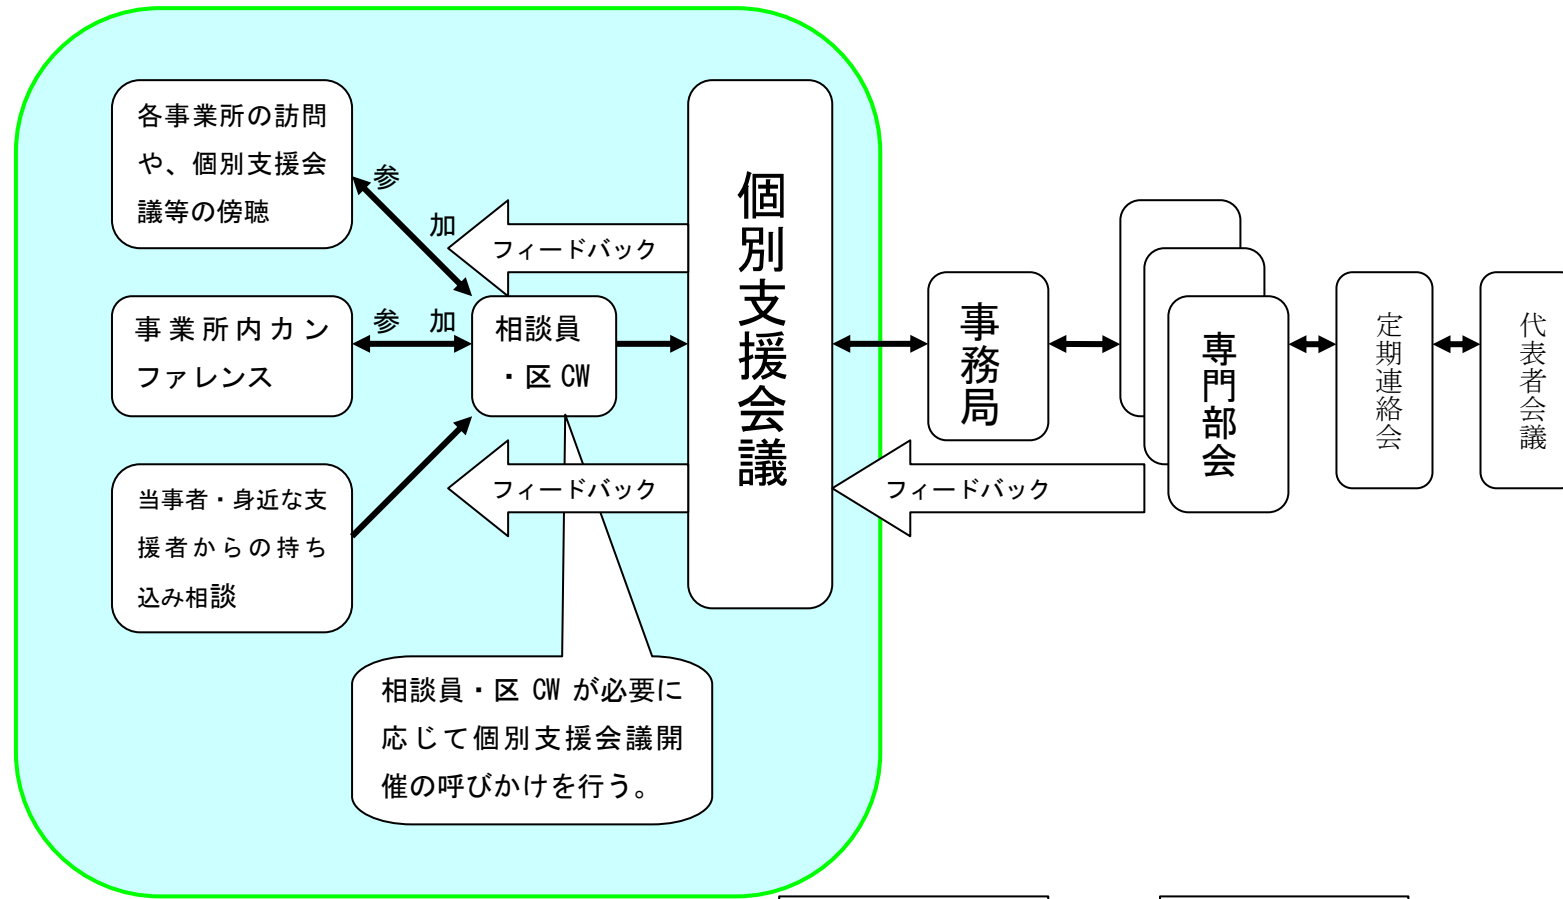 各事業所の訪問
や、個別支援会
議等の傍聴
参
加
フィードバック
事業所内カン
ファレンス
参 加
相談員
・区 CW
当事者・身近な支
援者からの持ち
込み相談
フィードバック
相談員・区 CW が必要に
応じて個別支援会議開
催の呼びかけを行う。
個別支援会議
事務局
専門部会
フィードバック
定期連絡会
代表者会議